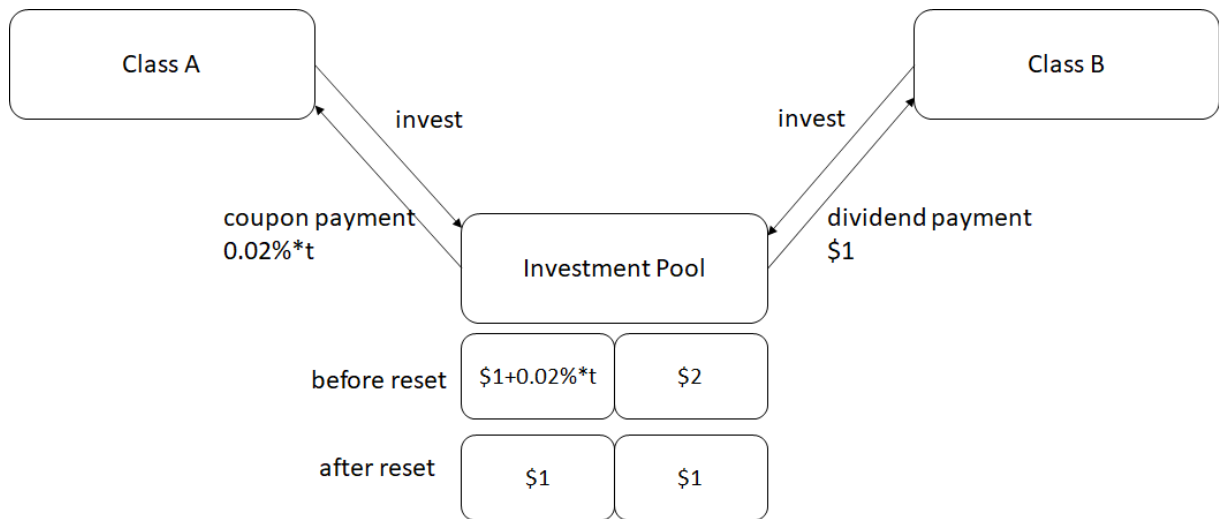 Class A
Class B
invest
invest
coupon payment
0.02%*t
dividend payment
$1
Investment Pool
before reset
$1+0.02%*t
$2
after reset
$1
$1